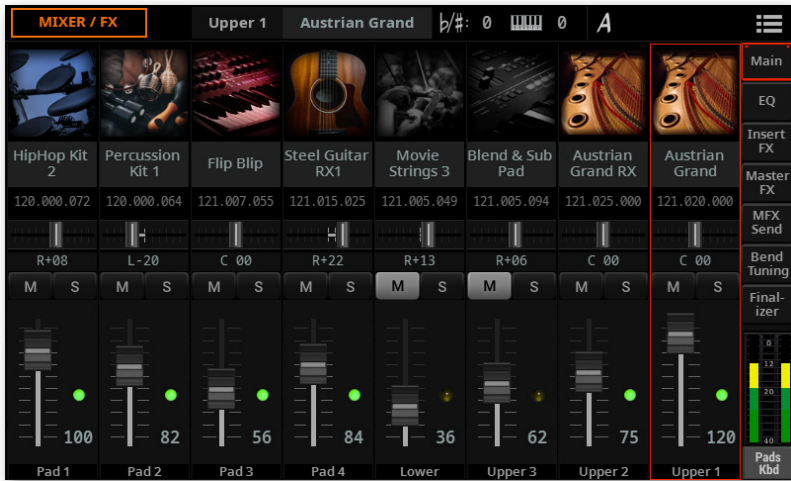 MIXER / FX
Upper 1
Austrian Grand
♭/♯: 0
0
A
HipHop Kit
2
Percussion
Kit 1
Flip Blip
Steel Guitar
RX1
Movie
Strings 3
Blend & Sub
Pad
Austrian
Grand RX
Austrian
Grand
120.000.072 120.000.064 121.007.055 121.015.025 121.005.049 121.005.094 121.025.000 121.020.000
R+08 L-20 C 00 R+22 R+13 R+06 C 00 C 00
M S M S M S M S M S M S M S M S
100 82 56 84 36 62 75 120
Pad 1 Pad 2 Pad 3 Pad 4 Lower Upper 3 Upper 2 Upper 1
Main
EQ
Insert
FX
Master
FX
MFX
Send
Bend
Tuning
Final-
izer
0
12
20
40
Pads
Kbd